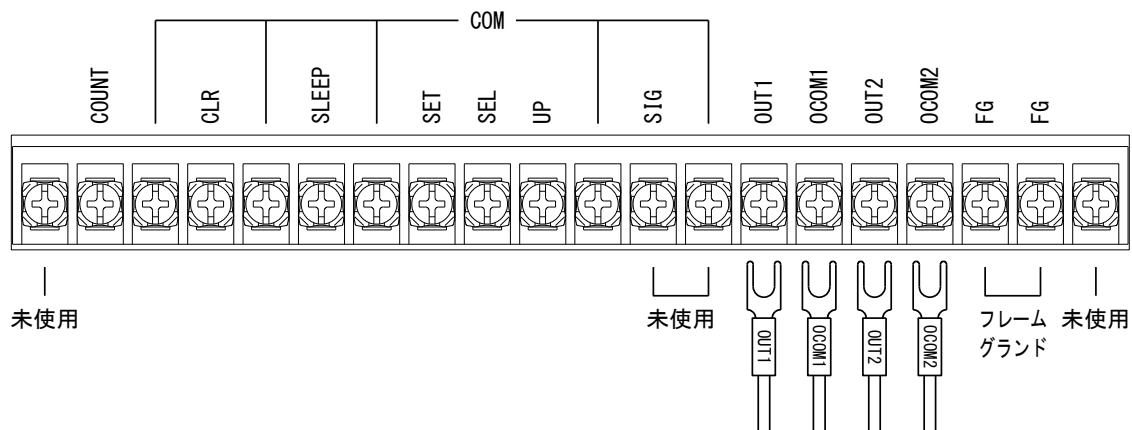 COM
COUNT
CLR
SLEEP
SET
SEL
UP
SIG
OUT1
OCOM1
OUT2
OCOM2
FG
FG
未使用
未使用
フレーム
グランド
未使用
OUT1
OCOM1
OUT2
OCOM2